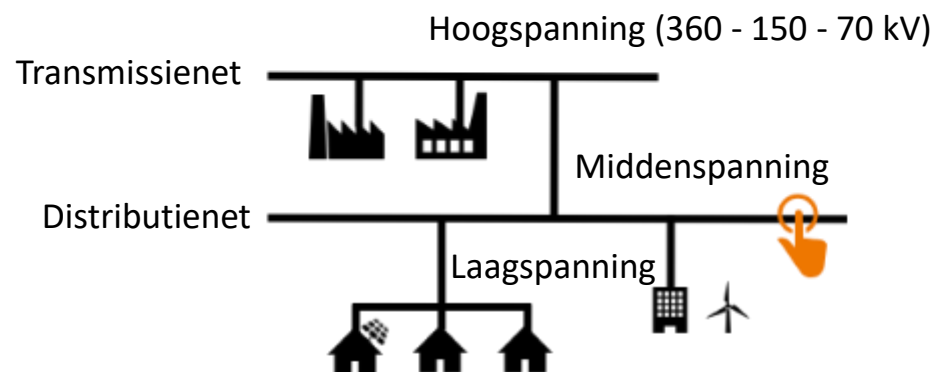 Hoogspanning (360 - 150 - 70 kV)
Transmissienet
Middenspanning
Distributienet
Laagspanning